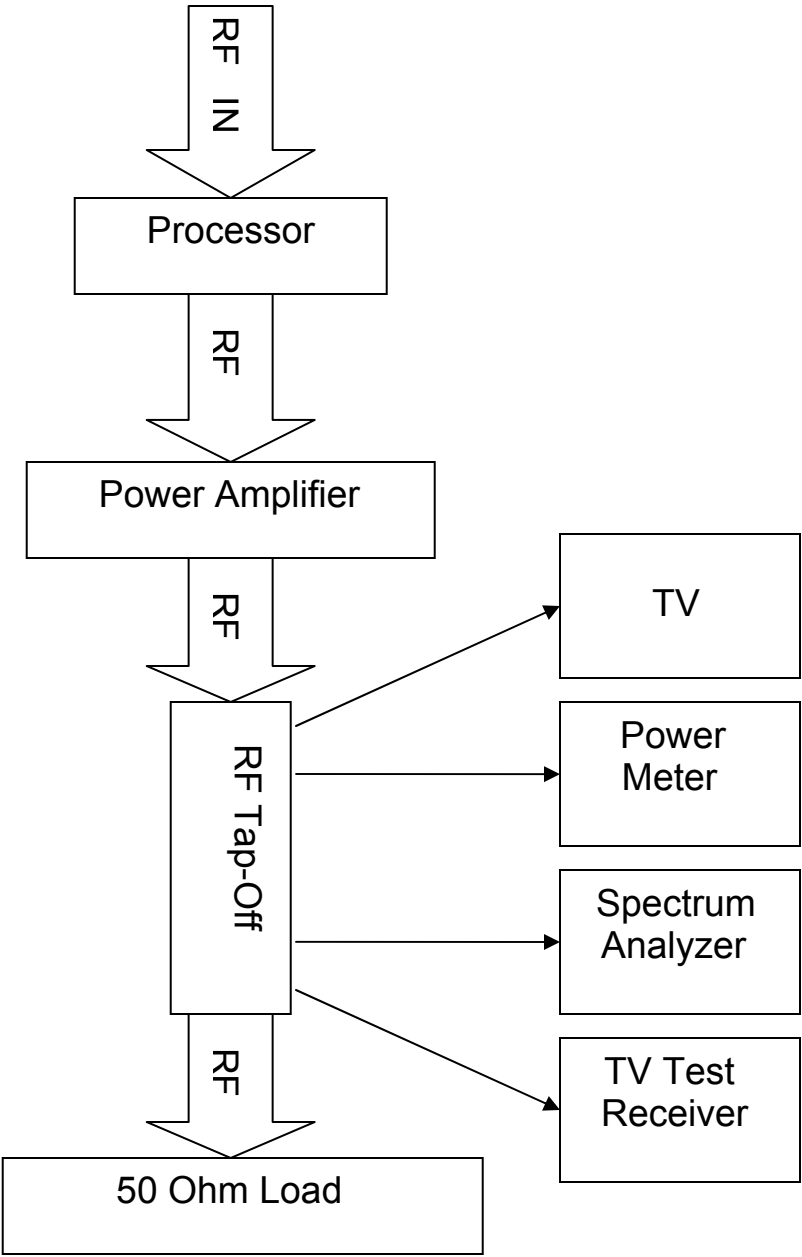 RF IN
Processor
RF
Power Amplifier
RF
RF Tap-Off
TV
Power
Meter
Spectrum
Analyzer
TV Test
Receiver
RF
50 Ohm Load